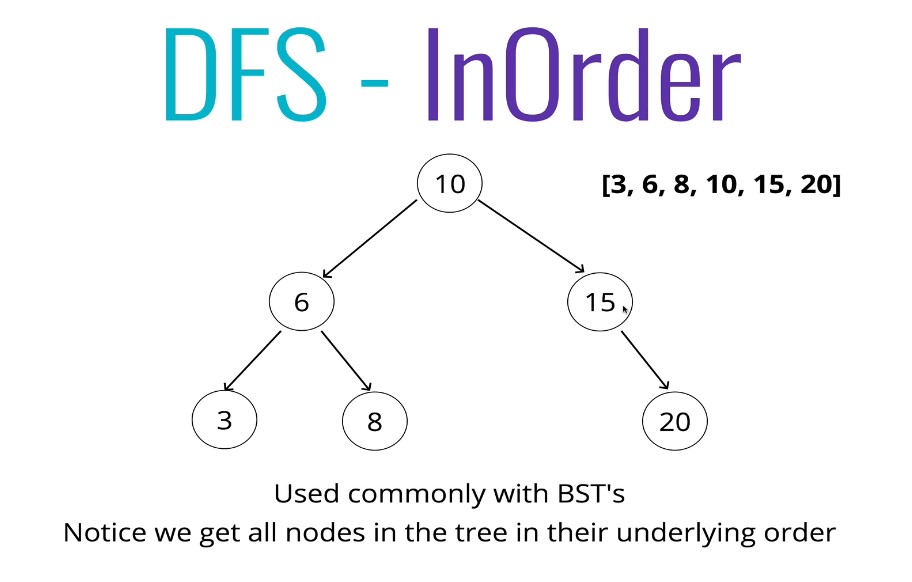 DFS - InOrder
10
[3, 6, 8, 10, 15, 20]
6
15
3
8
20
Used commonly with BST's
Notice we get all nodes in the tree in their underlying order